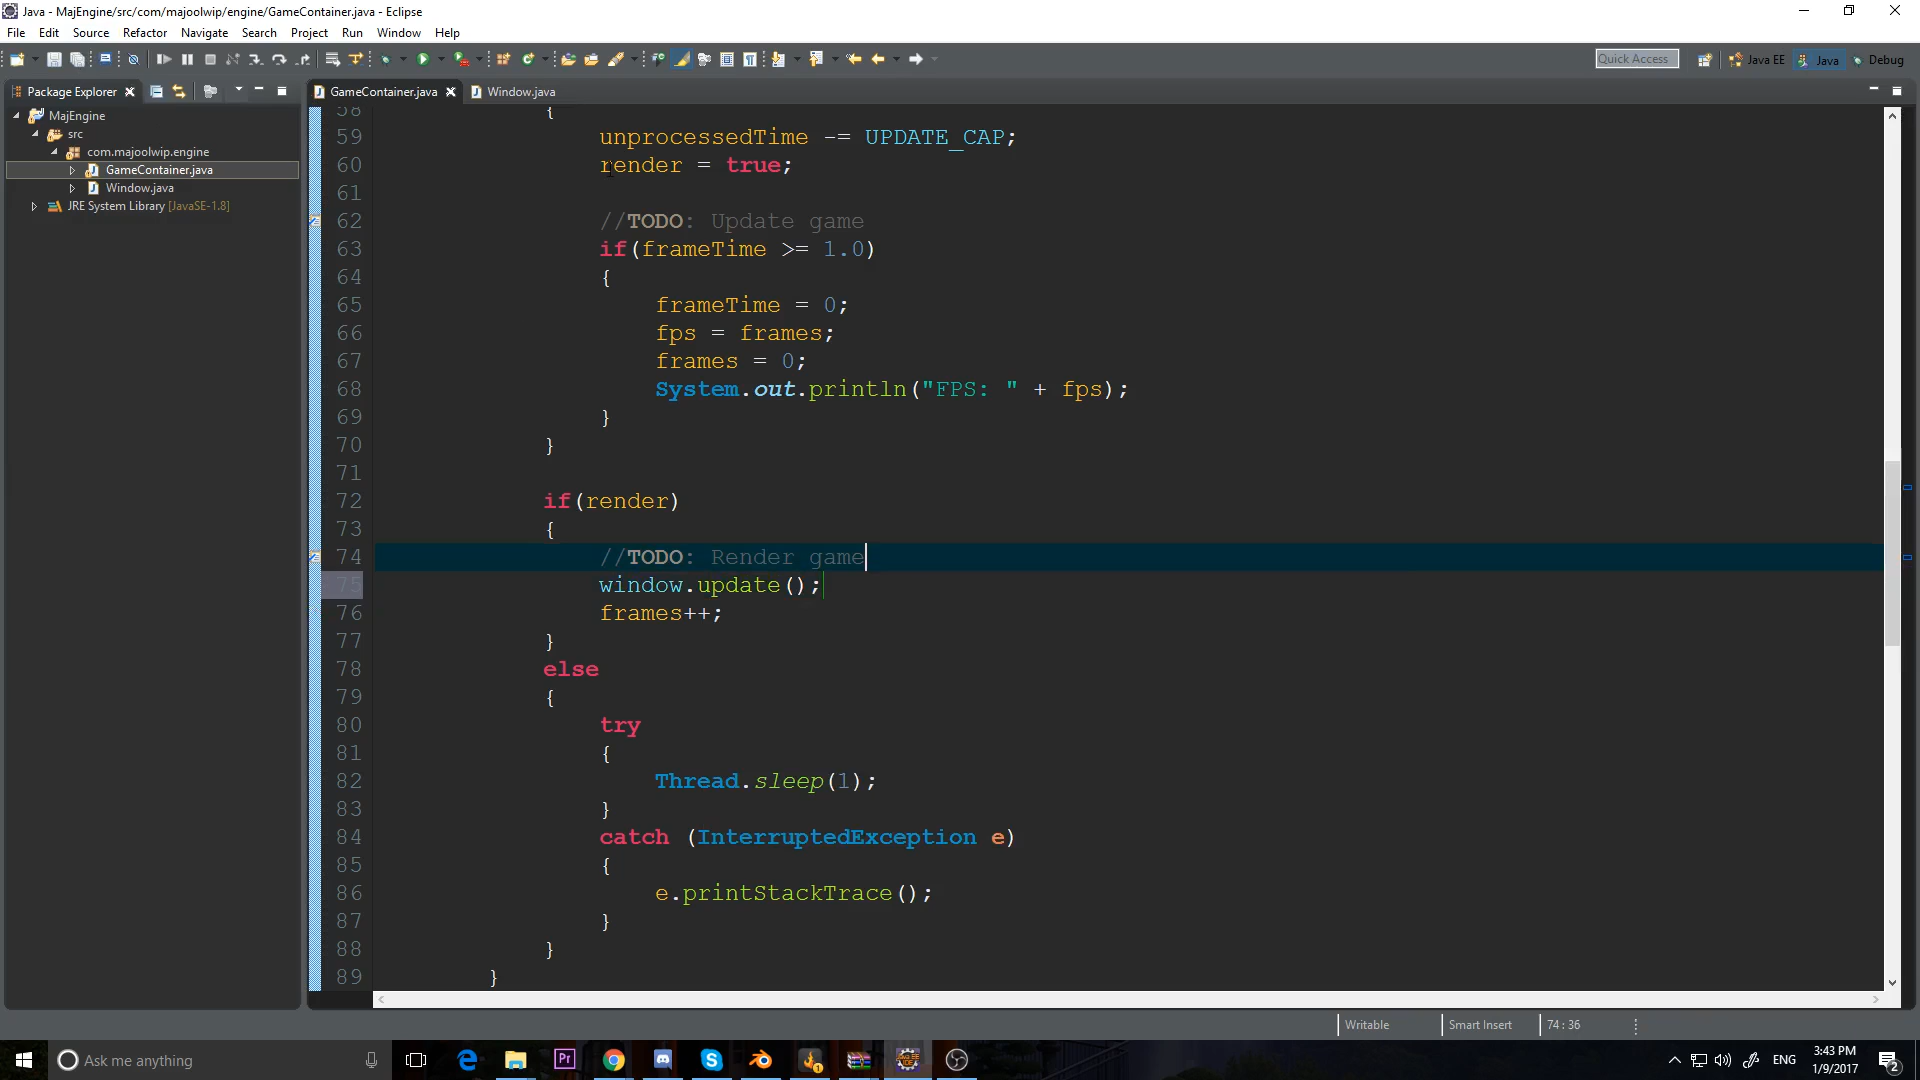 Java - MajEngine/src/com/majoolwip/engine/GameContainer.java - Eclipse
File Edit Source Refactor Navigate Search Project Run Window Help
Quick Access Java EE Java Debug
Package Explorer
MajEngine
src
com.majoolwip.engine
GameContainer.java
Window.java
JRE System Library [JavaSE-1.8]
GameContainer.java Window.java
58 {
59 unprocessedTime -= UPDATE_CAP;
60 render = true;
61
62 //TODO: Update game
63 if(frameTime >= 1.0)
64 {
65 frameTime = 0;
66 fps = frames;
67 frames = 0;
68 System.out.println("FPS: " + fps);
69 }
70 }
71
72 if(render)
73 {
74 //TODO: Render game
75 window.update();
76 frames++;
77 }
78 else
79 {
80 try
81 {
82 Thread.sleep(1);
83 }
84 catch (InterruptedException e)
85 {
86 e.printStackTrace();
87 }
88 }
89 }
Writable Smart Insert 74 : 36
Ask me anything
ENG
3:43 PM
1/9/2017
2